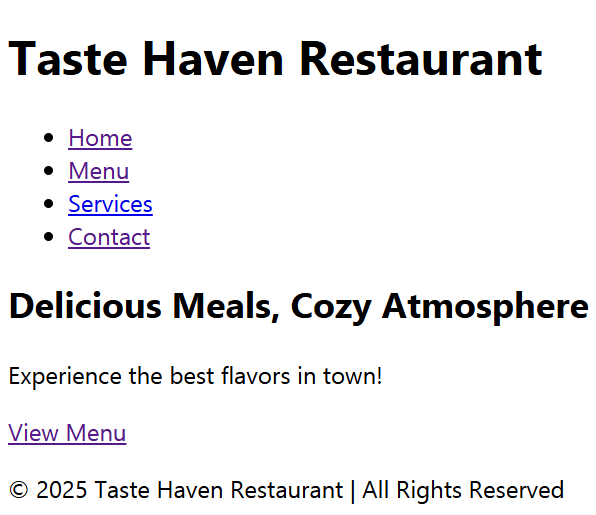 Taste Haven Restaurant
Home
Menu
Services
Contact
Delicious Meals, Cozy Atmosphere
Experience the best flavors in town!
View Menu
© 2025 Taste Haven Restaurant | All Rights Reserved